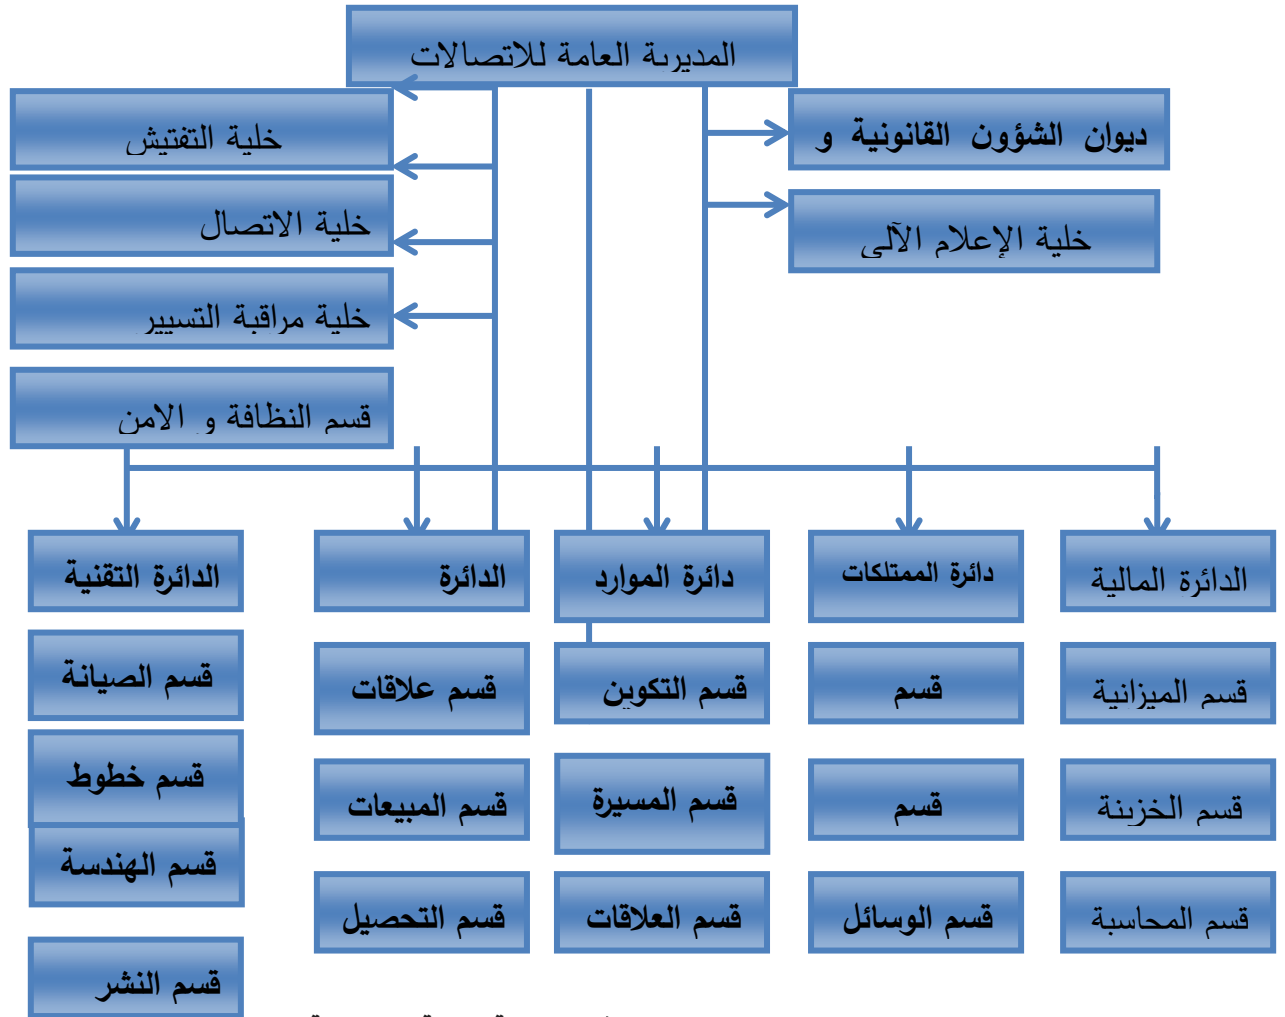 المديرية العامة للاتصالات
ديوان الشؤون القانونية و
خلية التفتيش
خلية الإعلام الآلي
خلية الاتصال
خلية مراقبة التسيير
قسم النظافة و الامن
الدائرة المالية
دائرة الممتلكات
دائرة الموارد
الدائرة
الدائرة التقنية
قسم الميزانية
قسم
قسم التكوين
قسم علاقات
قسم الصيانة
قسم الخزينة
قسم
قسم المسيرة
قسم المبيعات
قسم خطوط
قسم الهندسة
قسم المحاسبة
قسم الوسائل
قسم العلاقات
قسم التحصيل
قسم النشر